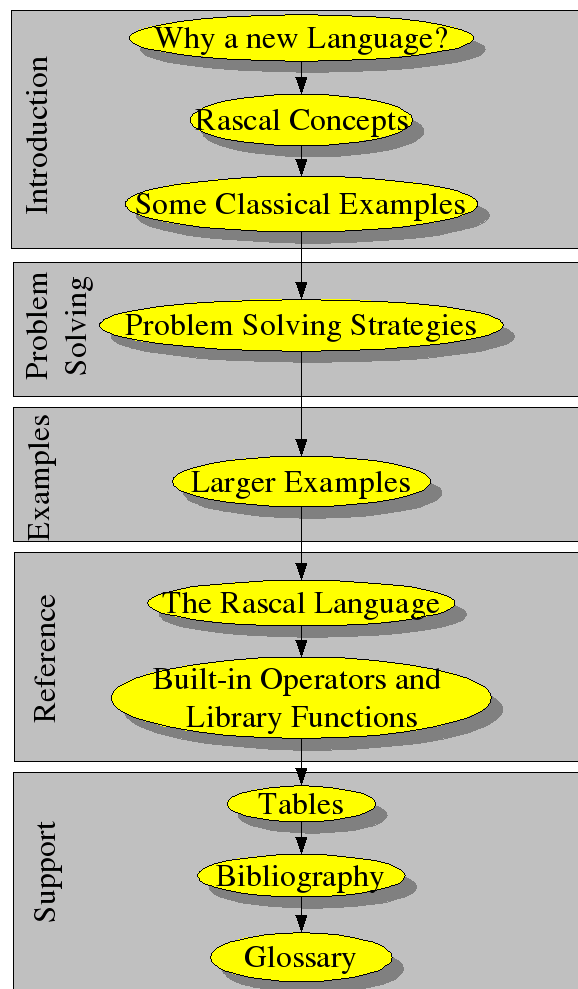 Introduction
Why a new Language?
Rascal Concepts
Some Classical Examples
Problem
Solving
Problem Solving Strategies
Examples
Larger Examples
Reference
The Rascal Language
Built-in Operators and
Library Functions
Support
Tables
Bibliography
Glossary